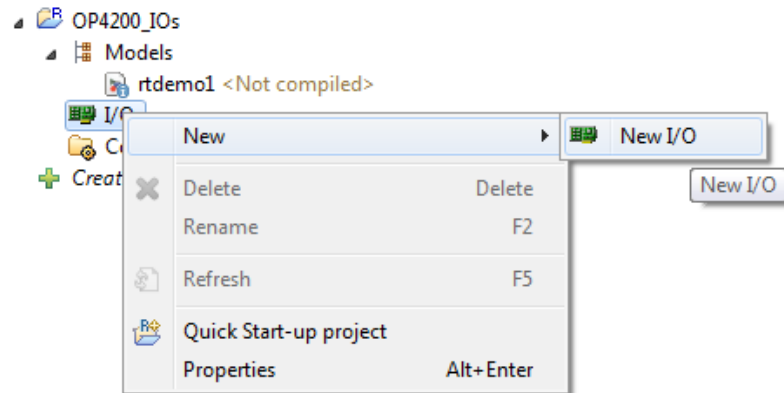 OP4200_IOs
Models
rtdemo1 <Not compiled>
I/O
New
New I/O
New I/O
Delete Delete
Rename F2
Refresh F5
Quick Start-up project
Properties Alt+Enter